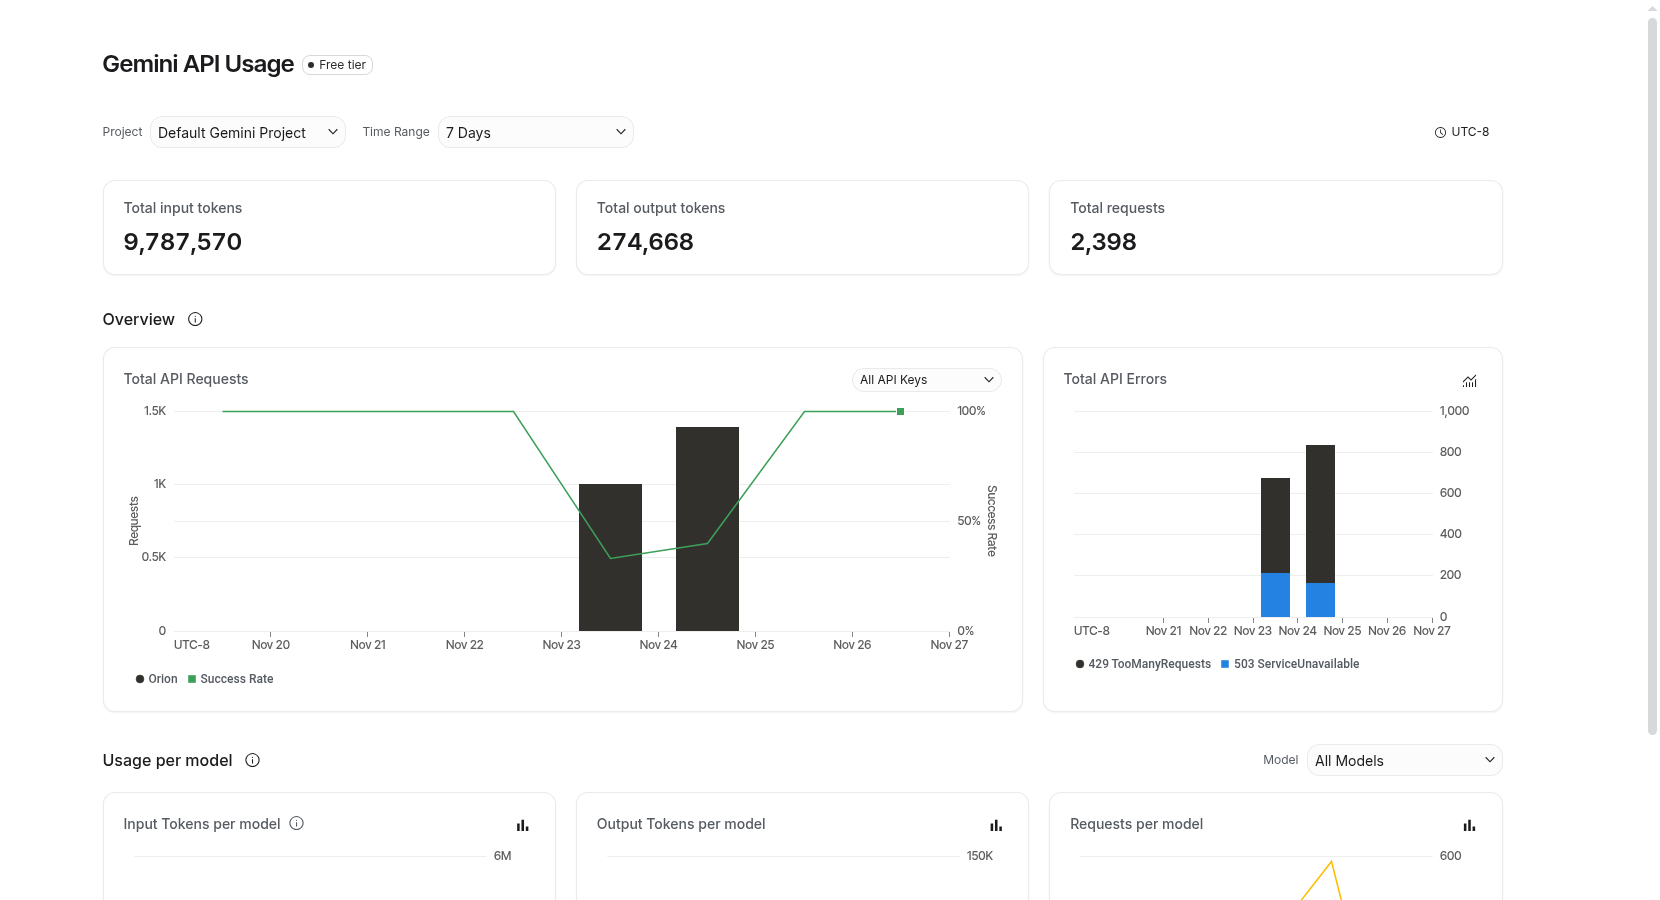 Gemini API Usage
Free tier
Project
Default Gemini Project
Time Range
7 Days
UTC-8
Total input tokens
9,787,570
Total output tokens
274,668
Total requests
2,398
Overview
Total API Requests
All API Keys
1.5K
1K
0.5K
0
Requests
100%
50%
0%
Success Rate
UTC-8 Nov 20 Nov 21 Nov 22 Nov 23 Nov 24 Nov 25 Nov 26 Nov 27
Orion Success Rate
Total API Errors
1,000
800
600
400
200
0
UTC-8 Nov 21 Nov 22 Nov 23 Nov 24 Nov 25 Nov 26 Nov 27
429 TooManyRequests 503 ServiceUnavailable
Usage per model
Model
All Models
Input Tokens per model
6M
Output Tokens per model
150K
Requests per model
600